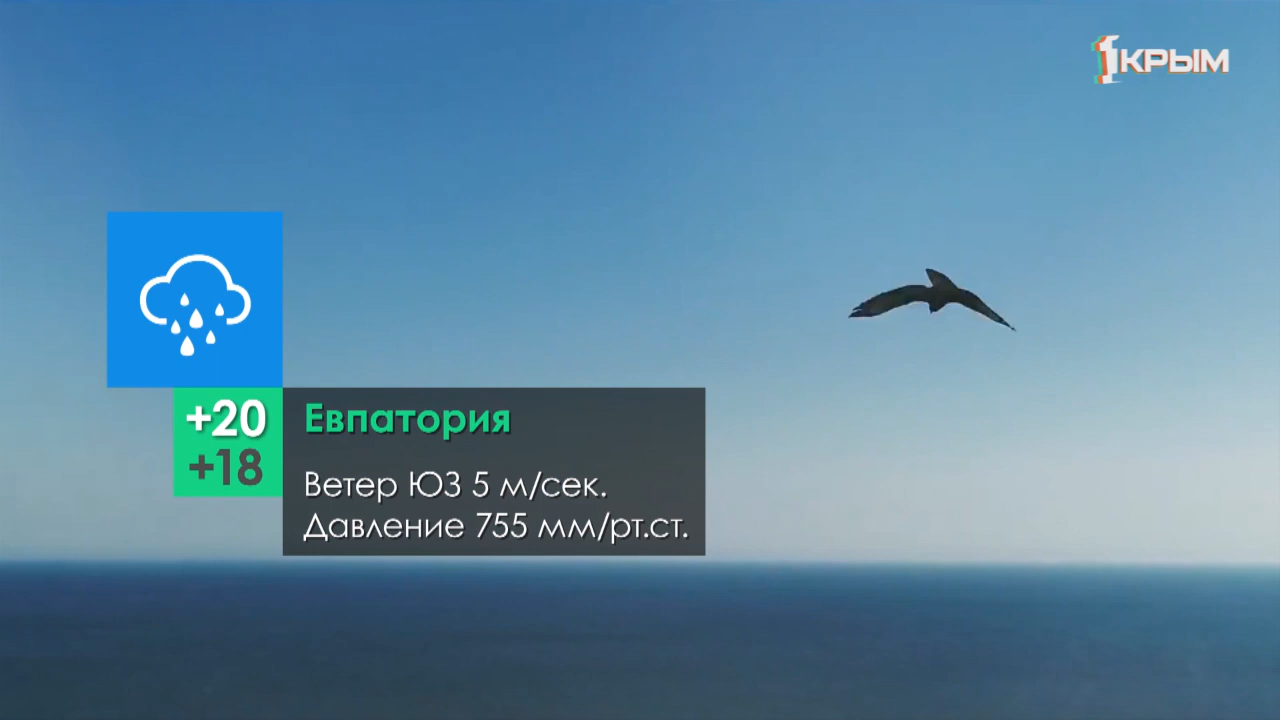 1КРЫМ
+20
+18
Евпатория
Ветер ЮЗ 5 м/сек.
Давление 755 мм/рт.ст.